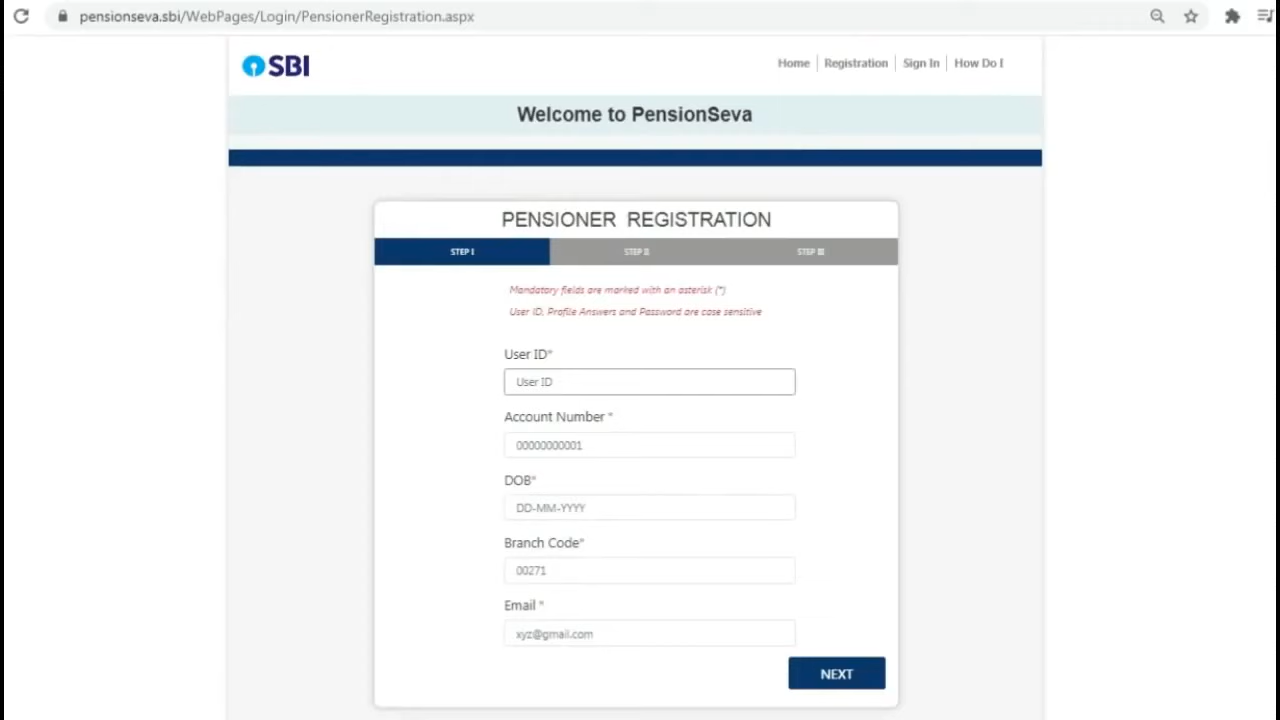 pensionseva.sbi/WebPages/Login/PensionerRegistration.aspx
SBI
Home Registration Sign In How Do I
Welcome to PensionSeva
PENSIONER REGISTRATION
STEP I STEP II STEP III
Mandatory fields are marked with an asterisk (*)
User ID, Profile Answers and Password are case sensitive
User ID*
User ID
Account Number *
00000000001
DOB*
DD-MM-YYYY
Branch Code*
00271
Email *
xyz@gmail.com
NEXT